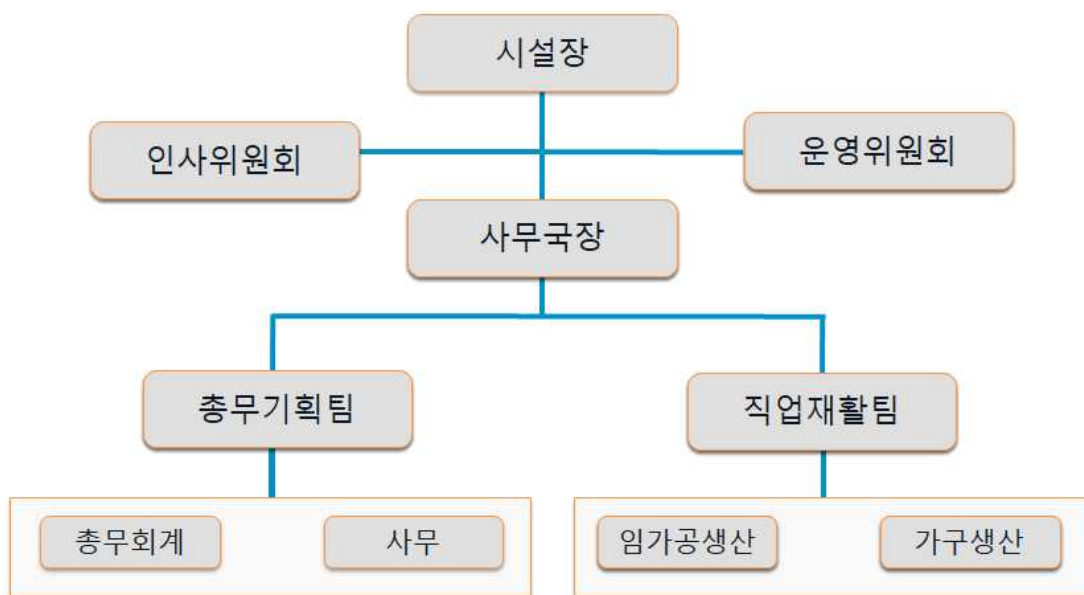 시설장
인사위원회
운영위원회
사무국장
총무기획팀
직업재활팀
총무회계
사무
임가공생산
가구생산